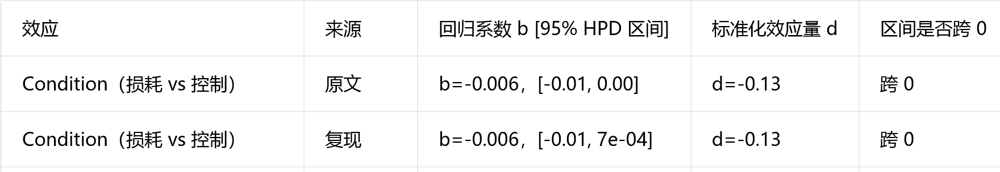 效应 来源 回归系数 b [95% HPD 区间] 标准化效应量 d 区间是否跨 0
Condition（损耗 vs 控制） 原文 b=-0.006，[-0.01, 0.00] d=-0.13 跨 0
Condition（损耗 vs 控制） 复现 b=-0.006，[-0.01, 7e-04] d=-0.13 跨 0